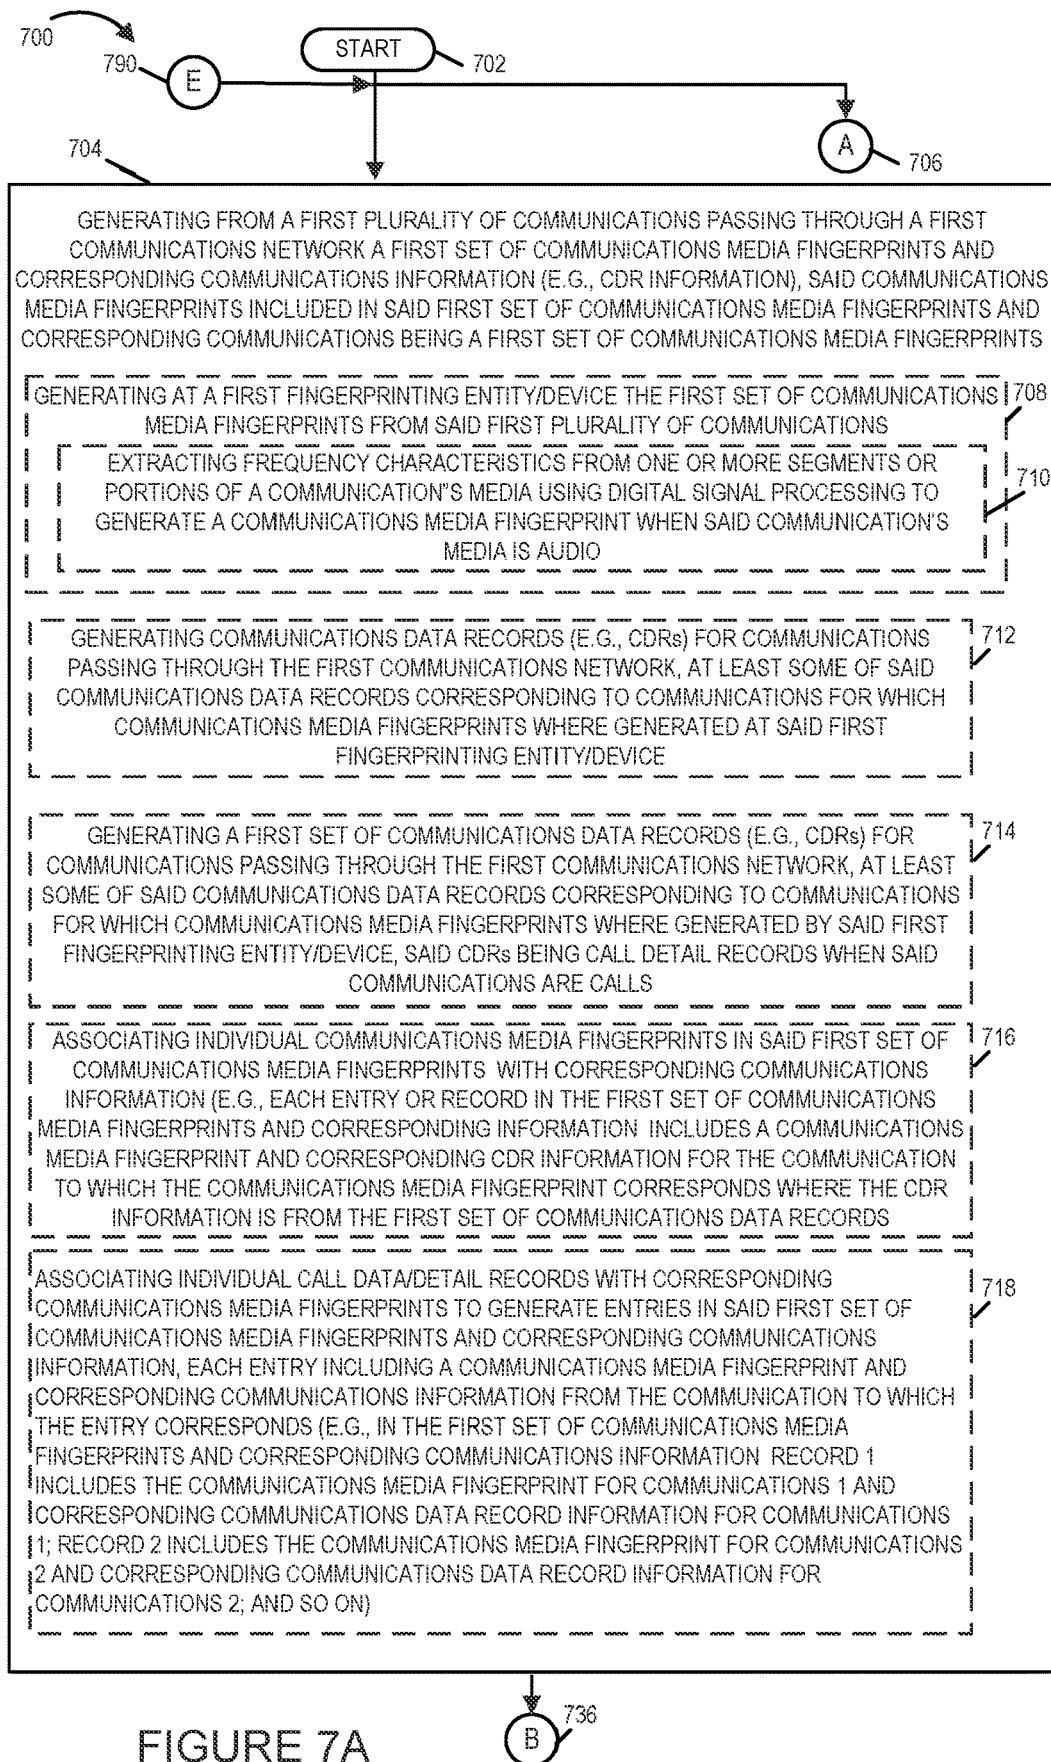 700
START
702
790
E
A
706
704
GENERATING FROM A FIRST PLURALITY OF COMMUNICATIONS PASSING THROUGH A FIRST
COMMUNICATIONS NETWORK A FIRST SET OF COMMUNICATIONS MEDIA FINGERPRINTS AND
CORRESPONDING COMMUNICATIONS INFORMATION (E.G., CDR INFORMATION), SAID COMMUNICATIONS
MEDIA FINGERPRINTS INCLUDED IN SAID FIRST SET OF COMMUNICATIONS MEDIA FINGERPRINTS AND
CORRESPONDING COMMUNICATIONS BEING A FIRST SET OF COMMUNICATIONS MEDIA FINGERPRINTS
GENERATING AT A FIRST FINGERPRINTING ENTITY/DEVICE THE FIRST SET OF COMMUNICATIONS
MEDIA FINGERPRINTS FROM SAID FIRST PLURALITY OF COMMUNICATIONS
708
EXTRACTING FREQUENCY CHARACTERISTICS FROM ONE OR MORE SEGMENTS OR
PORTIONS OF A COMMUNICATION"S MEDIA USING DIGITAL SIGNAL PROCESSING TO
GENERATE A COMMUNICATIONS MEDIA FINGERPRINT WHEN SAID COMMUNICATION'S
MEDIA IS AUDIO
710
GENERATING COMMUNICATIONS DATA RECORDS (E.G., CDRs) FOR COMMUNICATIONS
PASSING THROUGH THE FIRST COMMUNICATIONS NETWORK, AT LEAST SOME OF SAID
COMMUNICATIONS DATA RECORDS CORRESPONDING TO COMMUNICATIONS FOR WHICH
COMMUNICATIONS MEDIA FINGERPRINTS WHERE GENERATED AT SAID FIRST
FINGERPRINTING ENTITY/DEVICE
712
GENERATING A FIRST SET OF COMMUNICATIONS DATA RECORDS (E.G., CDRs) FOR
COMMUNICATIONS PASSING THROUGH THE FIRST COMMUNICATIONS NETWORK, AT LEAST
SOME OF SAID COMMUNICATIONS DATA RECORDS CORRESPONDING TO COMMUNICATIONS
FOR WHICH COMMUNICATIONS MEDIA FINGERPRINTS WHERE GENERATED BY SAID FIRST
FINGERPRINTING ENTITY/DEVICE, SAID CDRs BEING CALL DETAIL RECORDS WHEN SAID
COMMUNICATIONS ARE CALLS
714
ASSOCIATING INDIVIDUAL COMMUNICATIONS MEDIA FINGERPRINTS IN SAID FIRST SET OF
COMMUNICATIONS MEDIA FINGERPRINTS WITH CORRESPONDING COMMUNICATIONS
INFORMATION (E.G., EACH ENTRY OR RECORD IN THE FIRST SET OF COMMUNICATIONS
MEDIA FINGERPRINTS AND CORRESPONDING INFORMATION INCLUDES A COMMUNICATIONS
MEDIA FINGERPRINT AND CORRESPONDING CDR INFORMATION FOR THE COMMUNICATION
TO WHICH THE COMMUNICATIONS MEDIA FINGERPRINT CORRESPONDS WHERE THE CDR
INFORMATION IS FROM THE FIRST SET OF COMMUNICATIONS DATA RECORDS
716
ASSOCIATING INDIVIDUAL CALL DATA/DETAIL RECORDS WITH CORRESPONDING
COMMUNICATIONS MEDIA FINGERPRINTS TO GENERATE ENTRIES IN SAID FIRST SET OF
COMMUNICATIONS MEDIA FINGERPRINTS AND CORRESPONDING COMMUNICATIONS
INFORMATION, EACH ENTRY INCLUDING A COMMUNICATIONS MEDIA FINGERPRINT AND
CORRESPONDING COMMUNICATIONS INFORMATION FROM THE COMMUNICATION TO WHICH
THE ENTRY CORRESPONDS (E.G., IN THE FIRST SET OF COMMUNICATIONS MEDIA
FINGERPRINTS AND CORRESPONDING COMMUNICATIONS INFORMATION RECORD 1
INCLUDES THE COMMUNICATIONS MEDIA FINGERPRINT FOR COMMUNICATIONS 1 AND
CORRESPONDING COMMUNICATIONS DATA RECORD INFORMATION FOR COMMUNICATIONS
1; RECORD 2 INCLUDES THE COMMUNICATIONS MEDIA FINGERPRINT FOR COMMUNICATIONS
2 AND CORRESPONDING COMMUNICATIONS DATA RECORD INFORMATION FOR
COMMUNICATIONS 2; AND SO ON)
718
B
736
FIGURE 7A